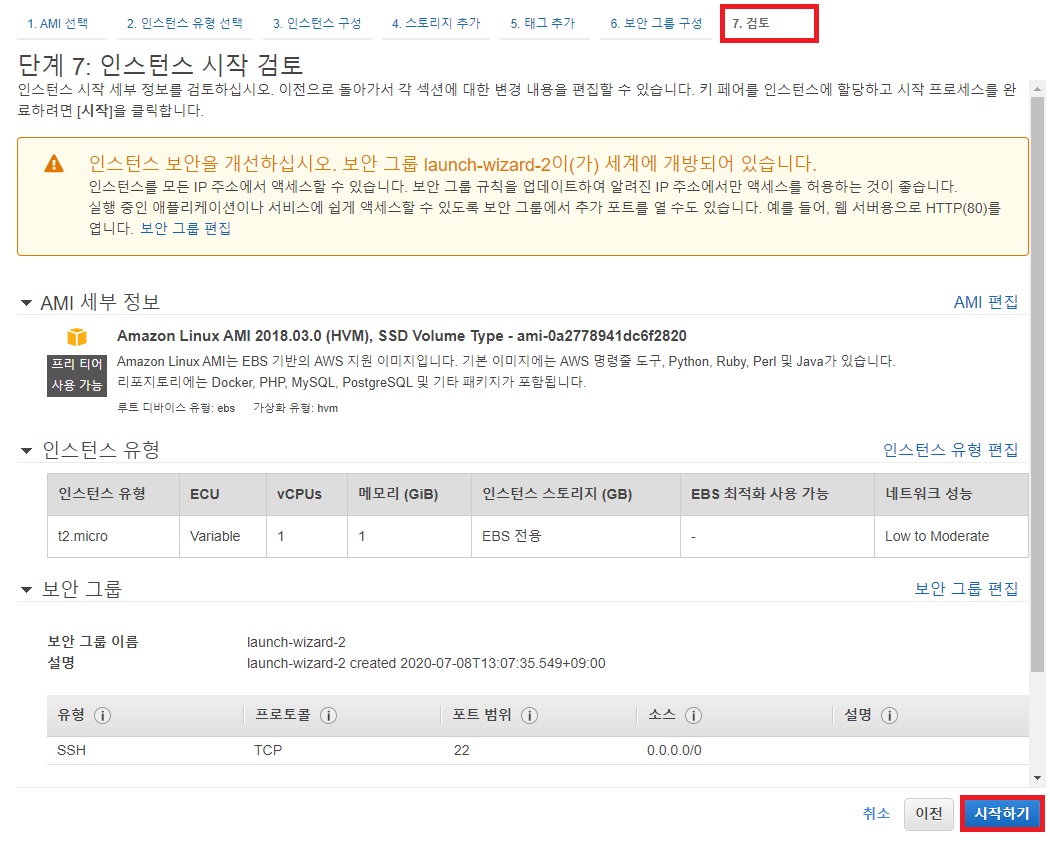 1. AMI 선택 2. 인스턴스 유형 선택 3. 인스턴스 구성 4. 스토리지 추가 5. 태그 추가 6. 보안 그룹 구성 7. 검토
단계 7: 인스턴스 시작 검토
인스턴스 시작 세부 정보를 검토하십시오. 이전으로 돌아가서 각 섹션에 대한 변경 내용을 편집할 수 있습니다. 키 페어를 인스턴스에 할당하고 시작 프로세스를 완
료하려면 [시작]을 클릭합니다.
인스턴스 보안을 개선하십시오. 보안 그룹 launch-wizard-2이(가) 세계에 개방되어 있습니다.
인스턴스를 모든 IP 주소에서 액세스할 수 있습니다. 보안 그룹 규칙을 업데이트하여 알려진 IP 주소에서만 액세스를 허용하는 것이 좋습니다.
실행 중인 애플리케이션이나 서비스에 쉽게 액세스할 수 있도록 보안 그룹에서 추가 포트를 열 수도 있습니다. 예를 들어, 웹 서버용으로 HTTP(80)를
엽니다. 보안 그룹 편집
AMI 세부 정보 AMI 편집
Amazon Linux AMI 2018.03.0 (HVM), SSD Volume Type - ami-0a2778941dc6f2820
프리 티어
사용 가능
Amazon Linux AMI는 EBS 기반의 AWS 지원 이미지입니다. 기본 이미지에는 AWS 명령줄 도구, Python, Ruby, Perl 및 Java가 있습니다.
리포지토리에는 Docker, PHP, MySQL, PostgreSQL 및 기타 패키지가 포함됩니다.
루트 디바이스 유형: ebs 가상화 유형: hvm
인스턴스 유형 인스턴스 유형 편집
인스턴스 유형 ECU vCPUs 메모리 (GiB) 인스턴스 스토리지 (GB) EBS 최적화 사용 가능 네트워크 성능
t2.micro Variable 1 1 EBS 전용 - Low to Moderate
보안 그룹 보안 그룹 편집
보안 그룹 이름 launch-wizard-2
설명 launch-wizard-2 created 2020-07-08T13:07:35.549+09:00
유형 프로토콜 포트 범위 소스 설명
SSH TCP 22 0.0.0.0/0
취소 이전 시작하기